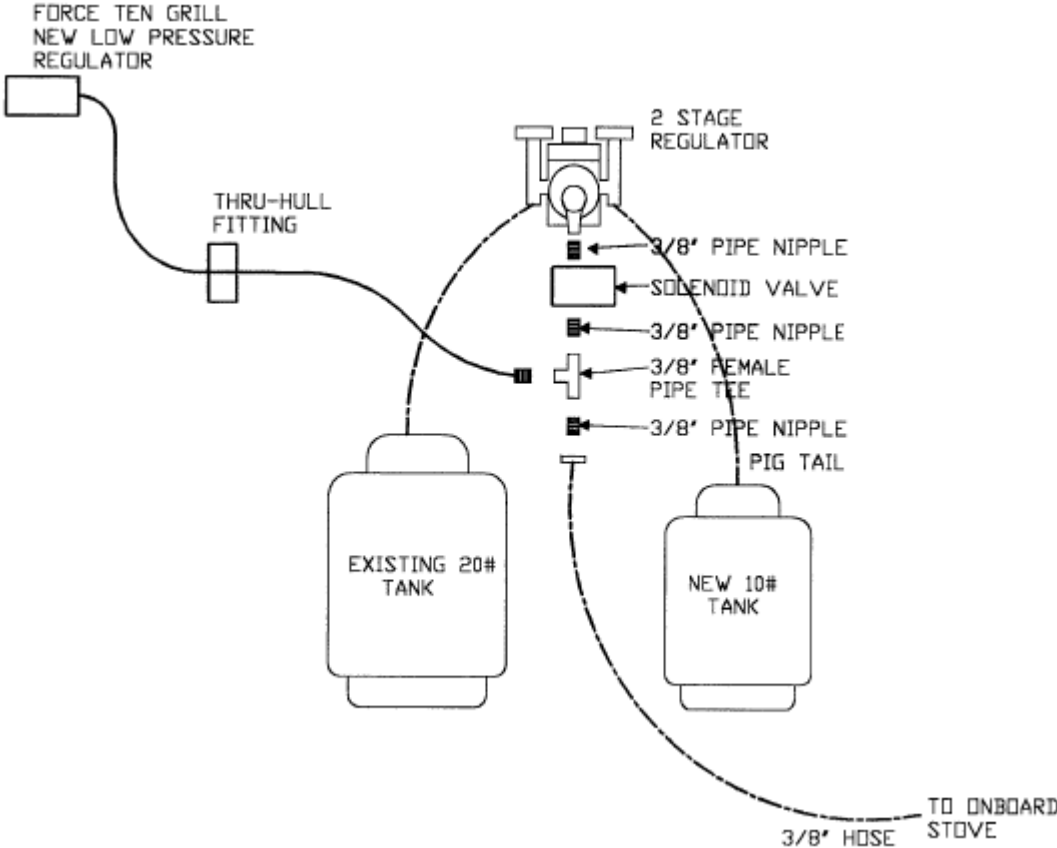 FORCE TEN GRILL
NEW LOW PRESSURE
REGULATOR
2 STAGE
REGULATOR
THRU-HULL
FITTING
3/8" PIPE NIPPLE
SOLENOID VALVE
3/8" PIPE NIPPLE
3/8" FEMALE
PIPE TEE
3/8" PIPE NIPPLE
PIG TAIL
EXISTING 20#
TANK
NEW 10#
TANK
TO ONBOARD
STOVE
3/8" HOSE